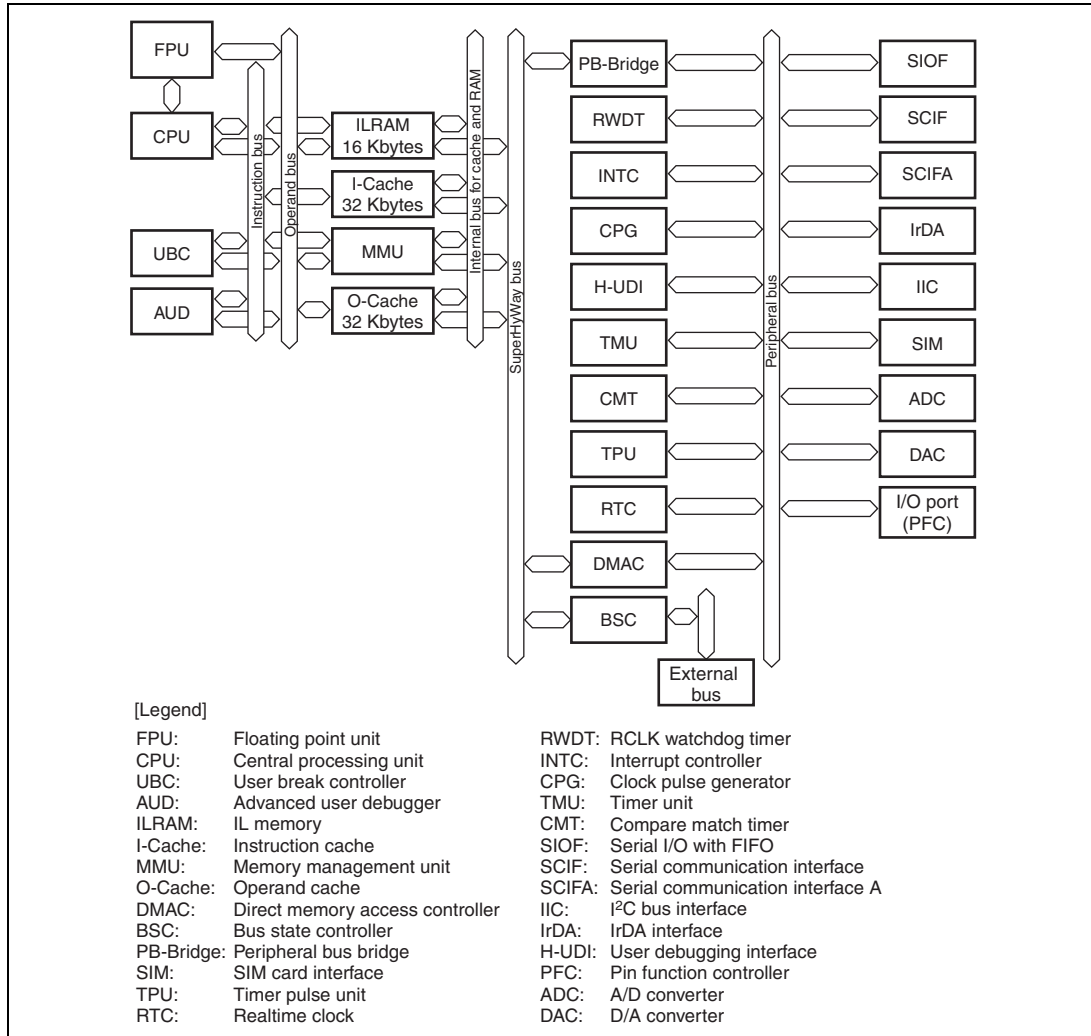 FPU
CPU
UBC
AUD
Instruction bus
Operand bus
ILRAM
16 Kbytes
I-Cache
32 Kbytes
MMU
O-Cache
32 Kbytes
Internal bus for cache and RAM
SuperHyWay bus
PB-Bridge
RWDT
INTC
CPG
H-UDI
TMU
CMT
TPU
RTC
DMAC
BSC
External
bus
Peripheral bus
SIOF
SCIF
SCIFA
IrDA
IIC
SIM
ADC
DAC
I/O port
(PFC)
[Legend]
FPU: Floating point unit
CPU: Central processing unit
UBC: User break controller
AUD: Advanced user debugger
ILRAM: IL memory
I-Cache: Instruction cache
MMU: Memory management unit
O-Cache: Operand cache
DMAC: Direct memory access controller
BSC: Bus state controller
PB-Bridge: Peripheral bus bridge
SIM: SIM card interface
TPU: Timer pulse unit
RTC: Realtime clock
RWDT: RCLK watchdog timer
INTC: Interrupt controller
CPG: Clock pulse generator
TMU: Timer unit
CMT: Compare match timer
SIOF: Serial I/O with FIFO
SCIF: Serial communication interface
SCIFA: Serial communication interface A
IIC: I²C bus interface
IrDA: IrDA interface
H-UDI: User debugging interface
PFC: Pin function controller
ADC: A/D converter
DAC: D/A converter